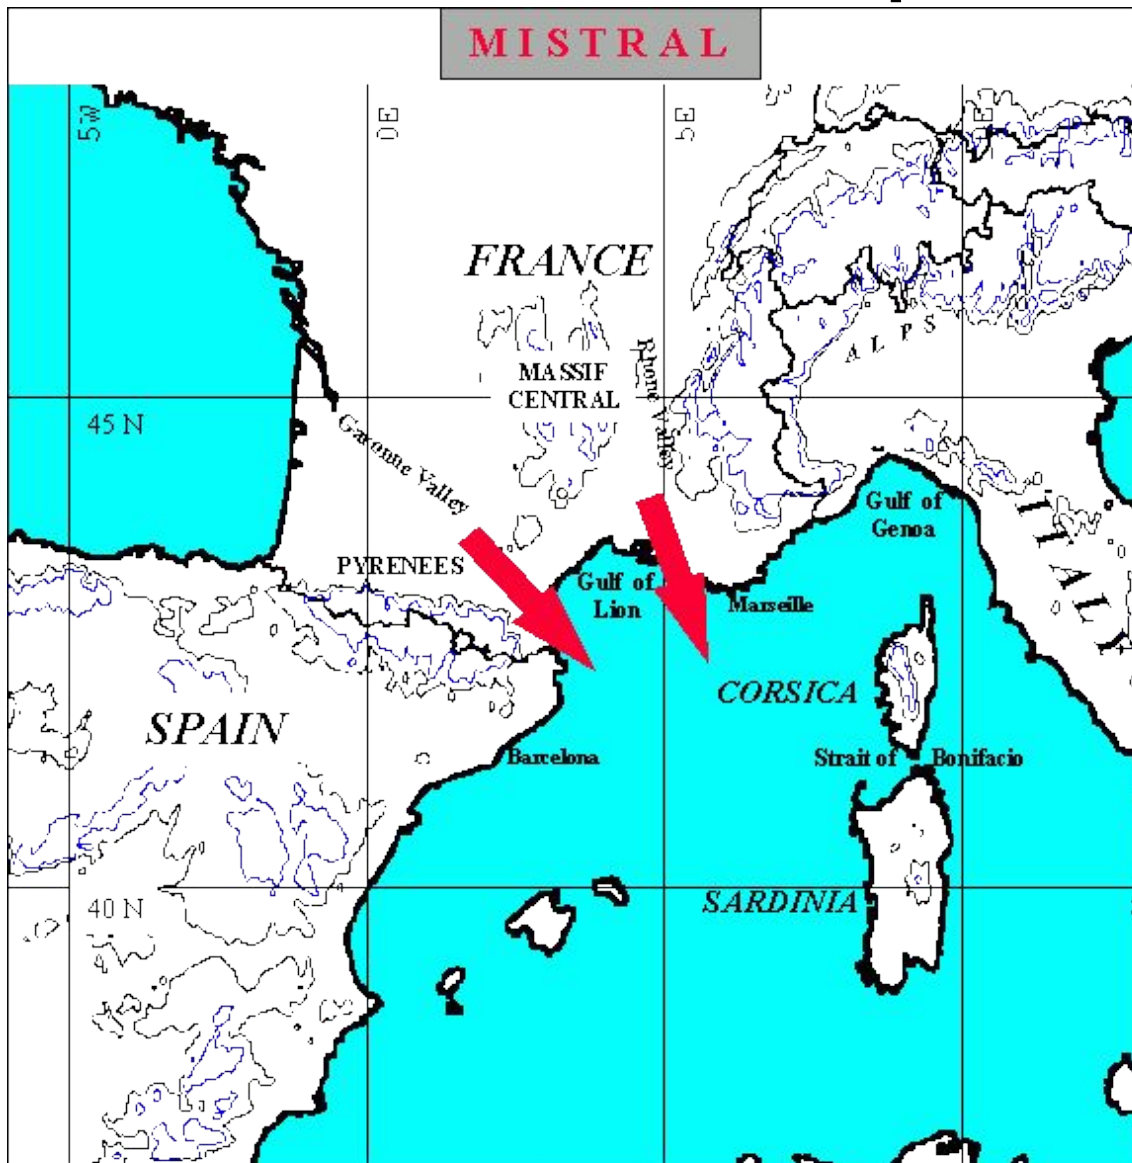 MISTRAL
5W
0E
5E
FRANCE
ALPS
Rhone Valley
MASSIF
CENTRAL
45 N
Garonne Valley
Gulf of
Genoa
ITALY
PYRENEES
Gulf of
Lion
Marseille
CORSICA
SPAIN
Barcelona
Strait of Bonifacio
SARDINIA
40 N